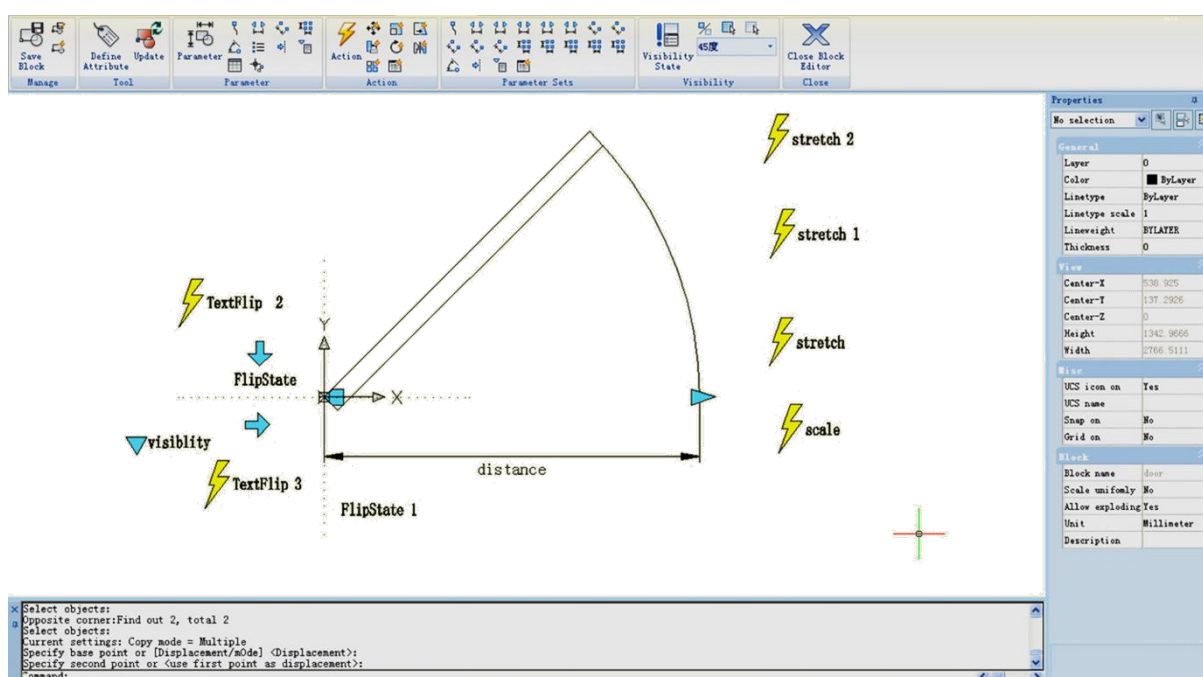 Save Block
Define Attribute
Update
Parameter
Action
Visibility State
45度
Close Block Editor
Manage
Tool
Parameter
Action
Parameter Sets
Visibility
Close
stretch 2
stretch 1
TextFlip 2
Y
FlipState
stretch
X
visiblity
scale
distance
TextFlip 3
FlipState 1
Properties
No selection
General
Layer 0
Color ByLayer
Linetype ByLayer
Linetype scale 1
Lineweight BYLAYER
Thickness 0
View
Center-X 538.925
Center-Y 137.2926
Center-Z 0
Height 1342.9666
Width 2766.5111
Misc
UCS icon on Yes
UCS name
Snap on No
Grid on No
Block
Block name door
Scale unifomly No
Allow exploding Yes
Unit Millimeter
Description
Select objects:
Opposite corner:Find out 2, total 2
Select objects:
Current settings: Copy mode = Multiple
Specify base point or [Displacement/mOde] <Displacement>:
Specify second point or <use first point as displacement>:
Command: